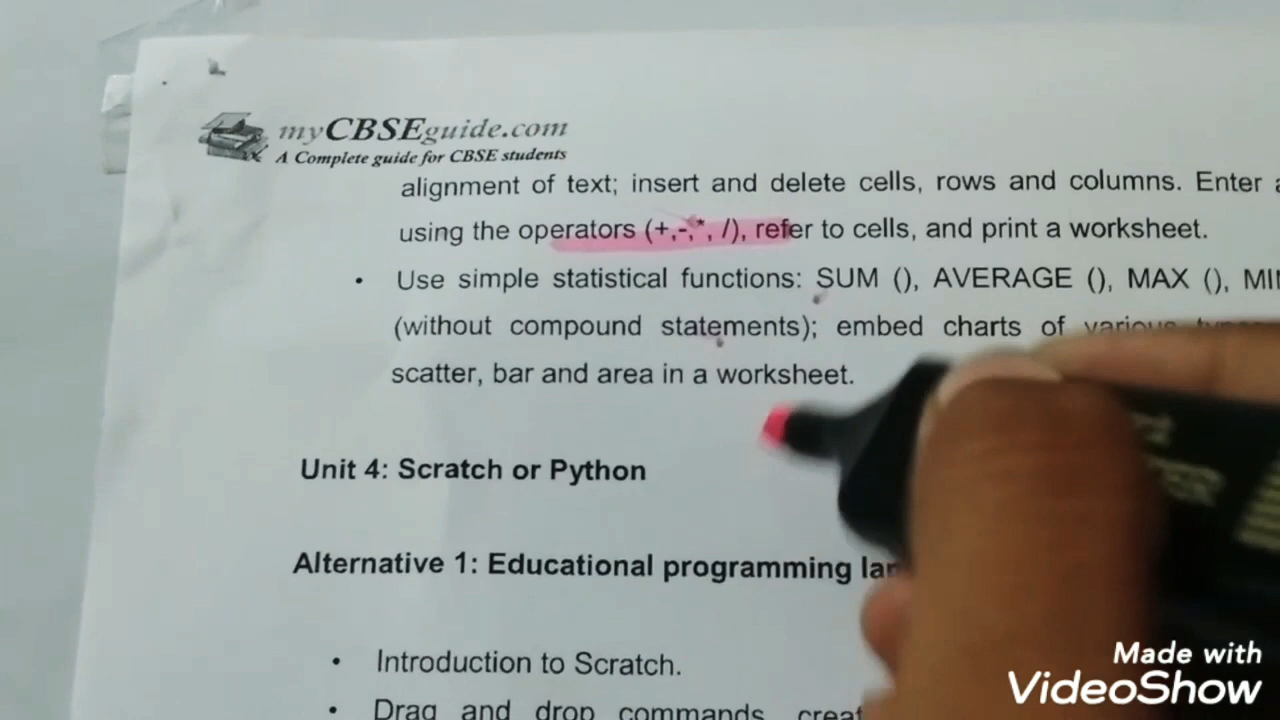 myCBSEguide.com
A Complete guide for CBSE students
alignment of text; insert and delete cells, rows and columns. Enter
using the operators (+,-,*, /), refer to cells, and print a worksheet.
• Use simple statistical functions: SUM (), AVERAGE (), MAX (),
(without compound statements); embed charts of various
scatter, bar and area in a worksheet.
Unit 4: Scratch or Python
Alternative 1: Educational programming
• Introduction to Scratch.
• Drag and drop commands,
Made with
VideoShow